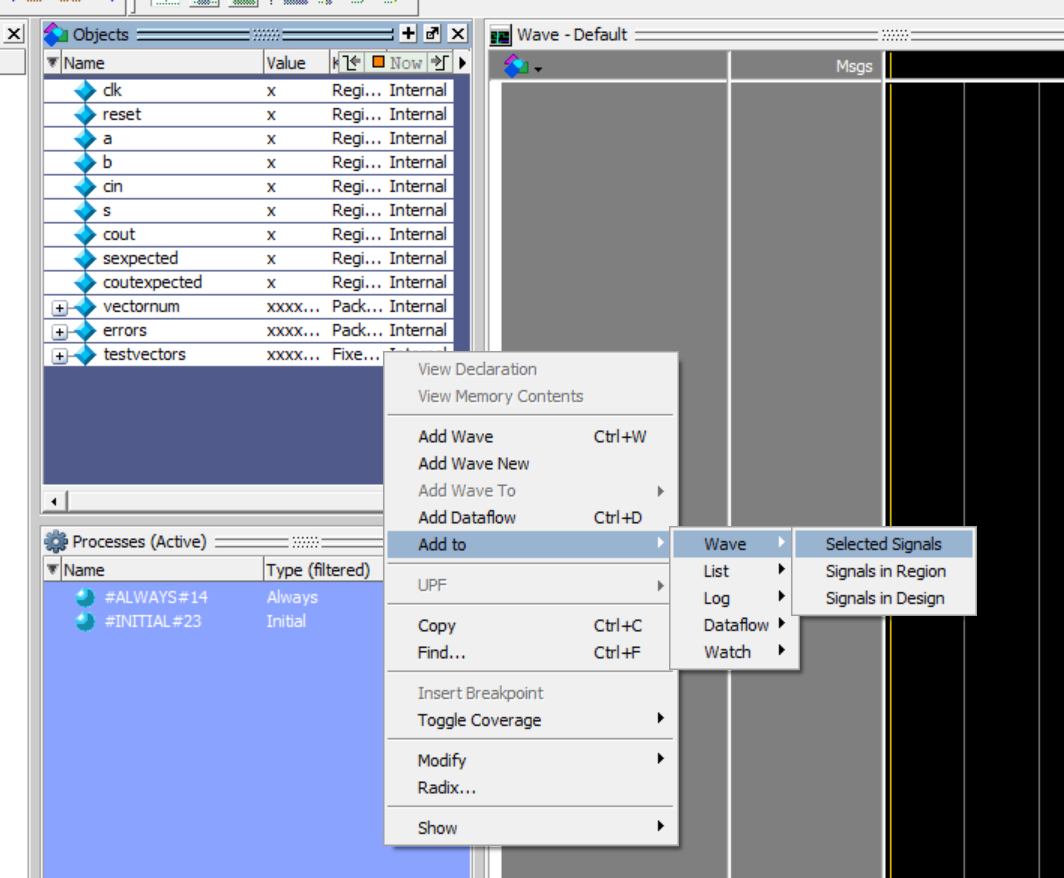 Objects
Name Value Now
clk x Regi... Internal
reset x Regi... Internal
a x Regi... Internal
b x Regi... Internal
cin x Regi... Internal
s x Regi... Internal
cout x Regi... Internal
sexpected x Regi... Internal
coutexpected x Regi... Internal
vectornum xxxx... Pack... Internal
errors xxxx... Pack... Internal
testvectors xxxx... Fixe... Internal
Processes (Active)
Name Type (filtered)
#ALWAYS#14 Always
#INITIAL#23 Initial
View Declaration
View Memory Contents
Add Wave Ctrl+W
Add Wave New
Add Wave To
Add Dataflow Ctrl+D
Add to
UPF
Copy Ctrl+C
Find... Ctrl+F
Insert Breakpoint
Toggle Coverage
Modify
Radix...
Show
Wave
List
Log
Dataflow
Watch
Selected Signals
Signals in Region
Signals in Design
Wave - Default
Msgs